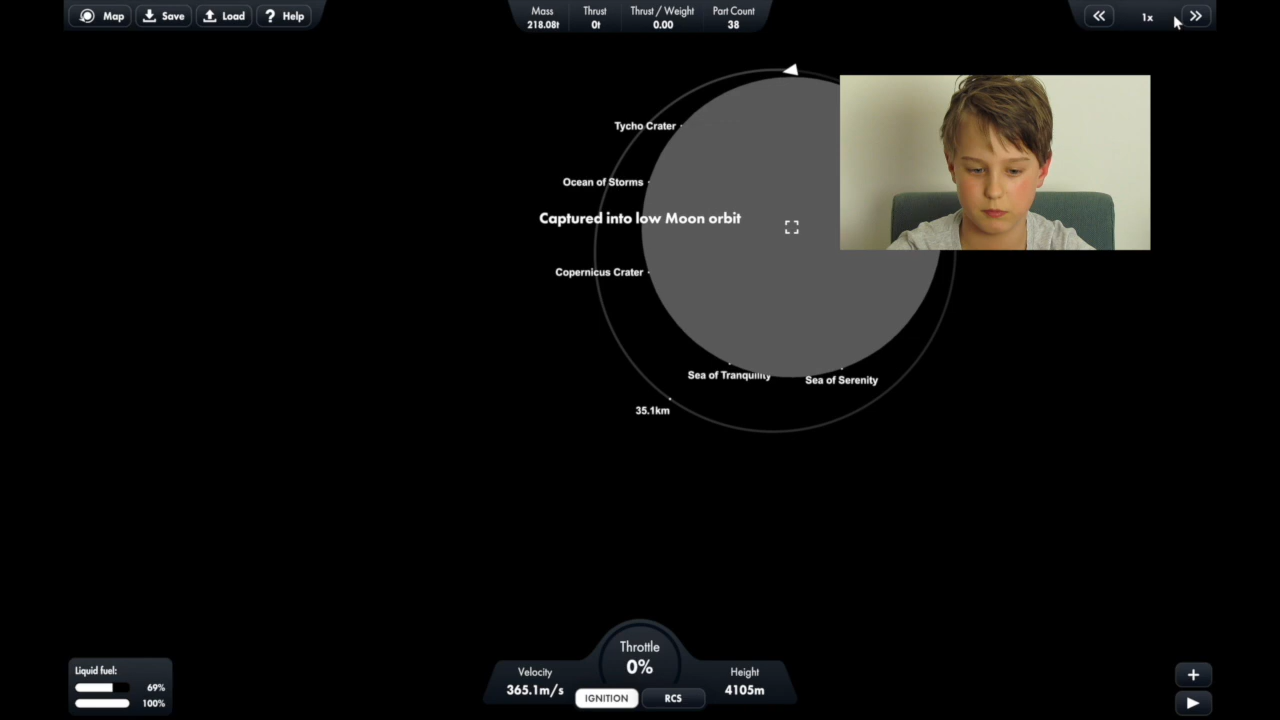 Map
Save
Load
Help
Mass
218.08t
Thrust
0t
Thrust / Weight
0.00
Part Count
38
1x
Tycho Crater
Ocean of Storms
Captured into low Moon orbit
Copernicus Crater
Sea of Tranquility
Sea of Serenity
35.1km
Liquid fuel:
69%
100%
Throttle
0%
Velocity
365.1m/s
Height
4105m
IGNITION
RCS